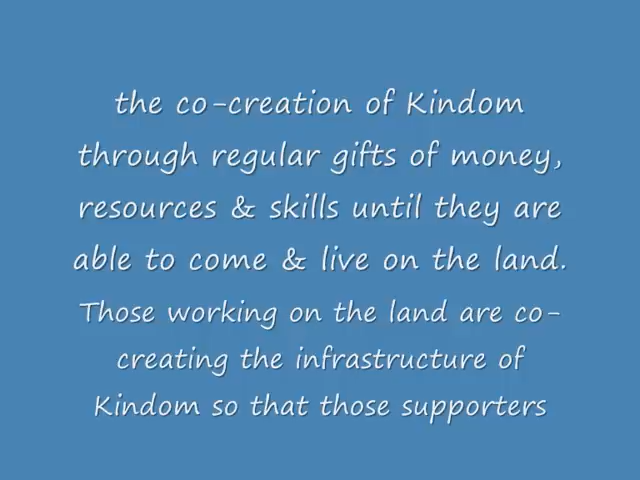 the co-creation of Kindom
through regular gifts of money,
resources & skills until they are
able to come & live on the land.
Those working on the land are co-
creating the infrastructure of
Kindom so that those supporters